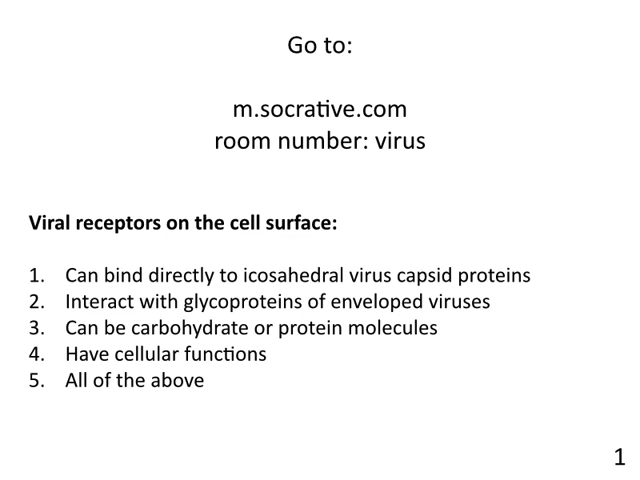 Go to:
m.socrative.com
room number: virus
Viral receptors on the cell surface:
1. Can bind directly to icosahedral virus capsid proteins
2. Interact with glycoproteins of enveloped viruses
3. Can be carbohydrate or protein molecules
4. Have cellular functions
5. All of the above
1